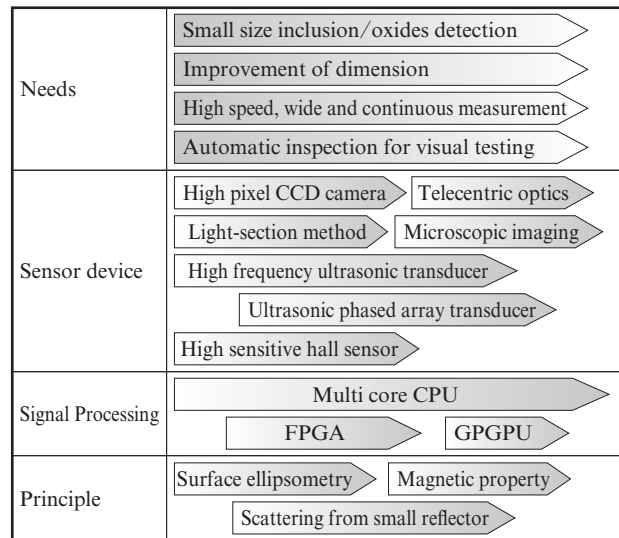 Needs
Small size inclusion/oxides detection
Improvement of dimension
High speed, wide and continuous measurement
Automatic inspection for visual testing
Sensor device
High pixel CCD camera
Telecentric optics
Light-section method
Microscopic imaging
High frequency ultrasonic transducer
Ultrasonic phased array transducer
High sensitive hall sensor
Signal Processing
Multi core CPU
FPGA
GPGPU
Principle
Surface ellipsometry
Magnetic property
Scattering from small reflector